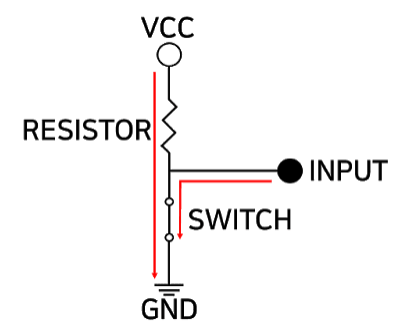 VCC
RESISTOR
INPUT
SWITCH
GND